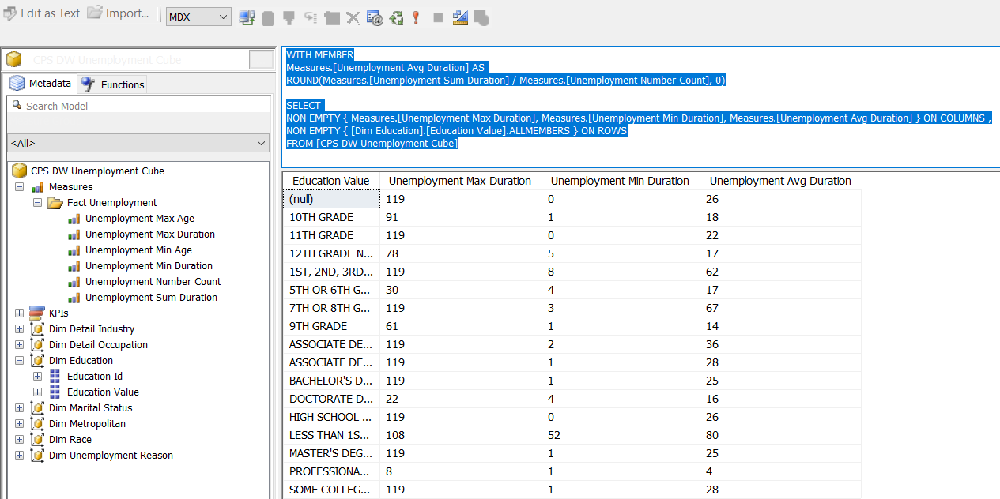 Edit as Text Import... MDX
CPS DW Unemployment Cube
Metadata Functions
Search Model
<All>
CPS DW Unemployment Cube
Measures
Fact Unemployment
Unemployment Max Age
Unemployment Max Duration
Unemployment Min Age
Unemployment Min Duration
Unemployment Number Count
Unemployment Sum Duration
KPIs
Dim Detail Industry
Dim Detail Occupation
Dim Education
Education Id
Education Value
Dim Marital Status
Dim Metropolitan
Dim Race
Dim Unemployment Reason
WITH MEMBER
Measures.[Unemployment Avg Duration] AS
ROUND(Measures.[Unemployment Sum Duration] / Measures.[Unemployment Number Count], 0)
SELECT
NON EMPTY { Measures.[Unemployment Max Duration], Measures.[Unemployment Min Duration], Measures.[Unemployment Avg Duration] } ON COLUMNS ,
NON EMPTY { [Dim Education].[Education Value].ALLMEMBERS } ON ROWS
FROM [CPS DW Unemployment Cube]
Education Value Unemployment Max Duration Unemployment Min Duration Unemployment Avg Duration
(null) 119 0 26
10TH GRADE 91 1 18
11TH GRADE 119 0 22
12TH GRADE N... 78 5 17
1ST, 2ND, 3RD... 119 8 62
5TH OR 6TH G... 30 4 17
7TH OR 8TH G... 119 3 67
9TH GRADE 61 1 14
ASSOCIATE DE... 119 2 36
ASSOCIATE DE... 119 1 28
BACHELOR'S D... 119 1 25
DOCTORATE D... 22 4 16
HIGH SCHOOL ... 119 0 26
LESS THAN 1S... 108 52 80
MASTER'S DEG... 119 1 25
PROFESSIONA... 8 1 4
SOME COLLEG... 119 1 28